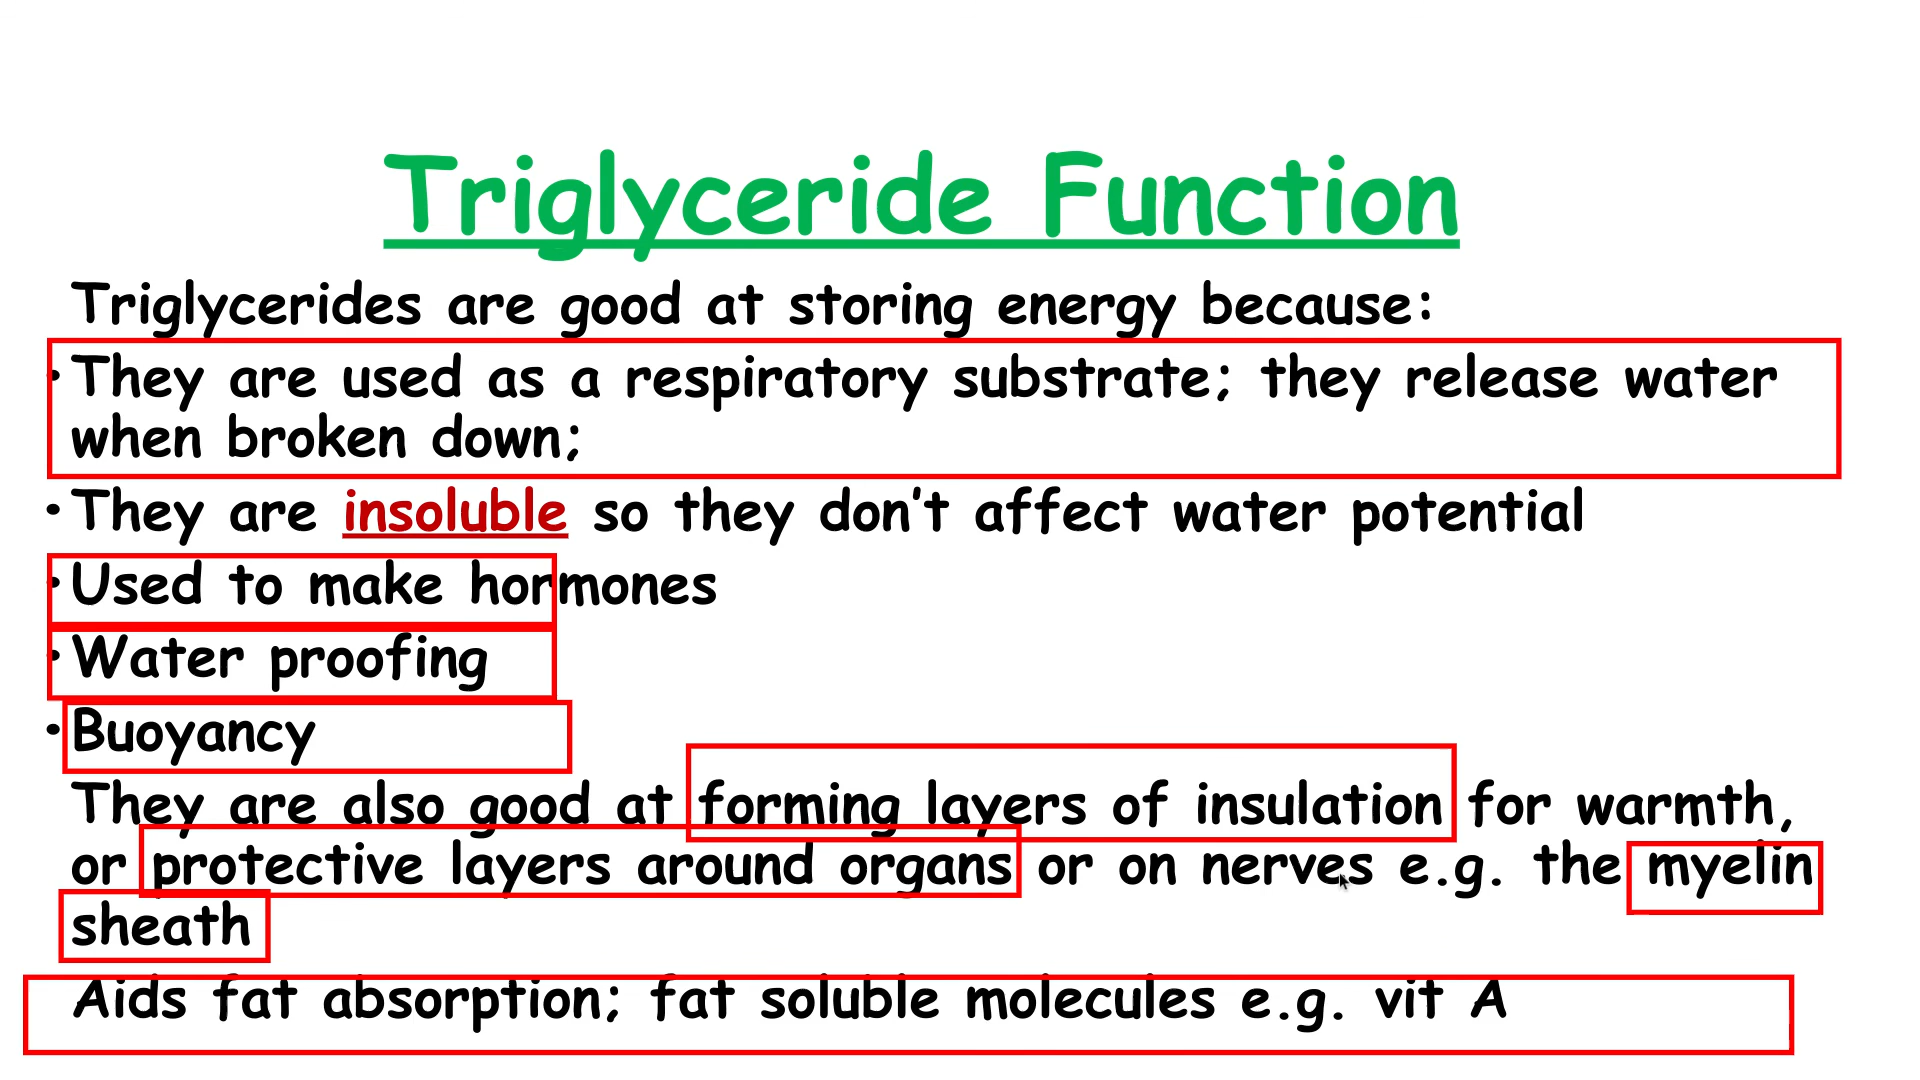 Triglyceride Function
Triglycerides are good at storing energy because:
•They are used as a respiratory substrate; they release water
when broken down;
•They are insoluble so they don't affect water potential
•Used to make hormones
•Water proofing
•Buoyancy
They are also good at forming layers of insulation for warmth,
or protective layers around organs or on nerves e.g. the myelin
sheath
Aids fat absorption; fat soluble molecules e.g. vit A